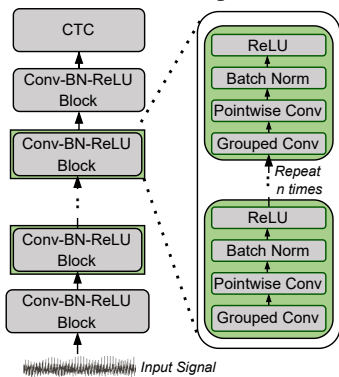 CTC
Conv-BN-ReLU
Block
Conv-BN-ReLU
Block
Conv-BN-ReLU
Block
Conv-BN-ReLU
Block
Input Signal
ReLU
Batch Norm
Pointwise Conv
Grouped Conv
Repeat
n times
ReLU
Batch Norm
Pointwise Conv
Grouped Conv